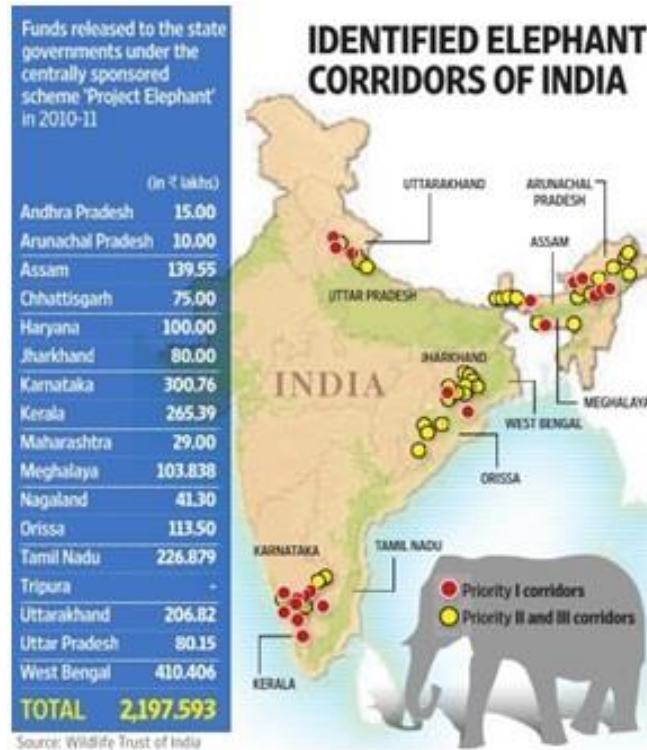 Funds released to the state
governments under the
centrally sponsored
scheme 'Project Elephant'
in 2010-11
(in ₹ lakhs)
Andhra Pradesh 15.00
Arunachal Pradesh 10.00
Assam 139.55
Chhattisgarh 75.00
Haryana 100.00
Jharkhand 80.00
Karnataka 300.76
Kerala 265.39
Maharashtra 29.00
Meghalaya 103.838
Nagaland 41.30
Orissa 113.50
Tamil Nadu 226.879
Tripura -
Uttarakhand 206.82
Uttar Pradesh 80.15
West Bengal 410.406
TOTAL 2,197.593
Source: Wildlife Trust of India
IDENTIFIED ELEPHANT
CORRIDORS OF INDIA
UTTARAKHAND
ARUNACHAL
PRADESH
ASSAM
UTTAR PRADESH
JHARKHAND
INDIA
MEGHALAYA
WEST BENGAL
ORISSA
KARNATAKA
TAMIL NADU
KERALA
Priority I corridors
Priority II and III corridors